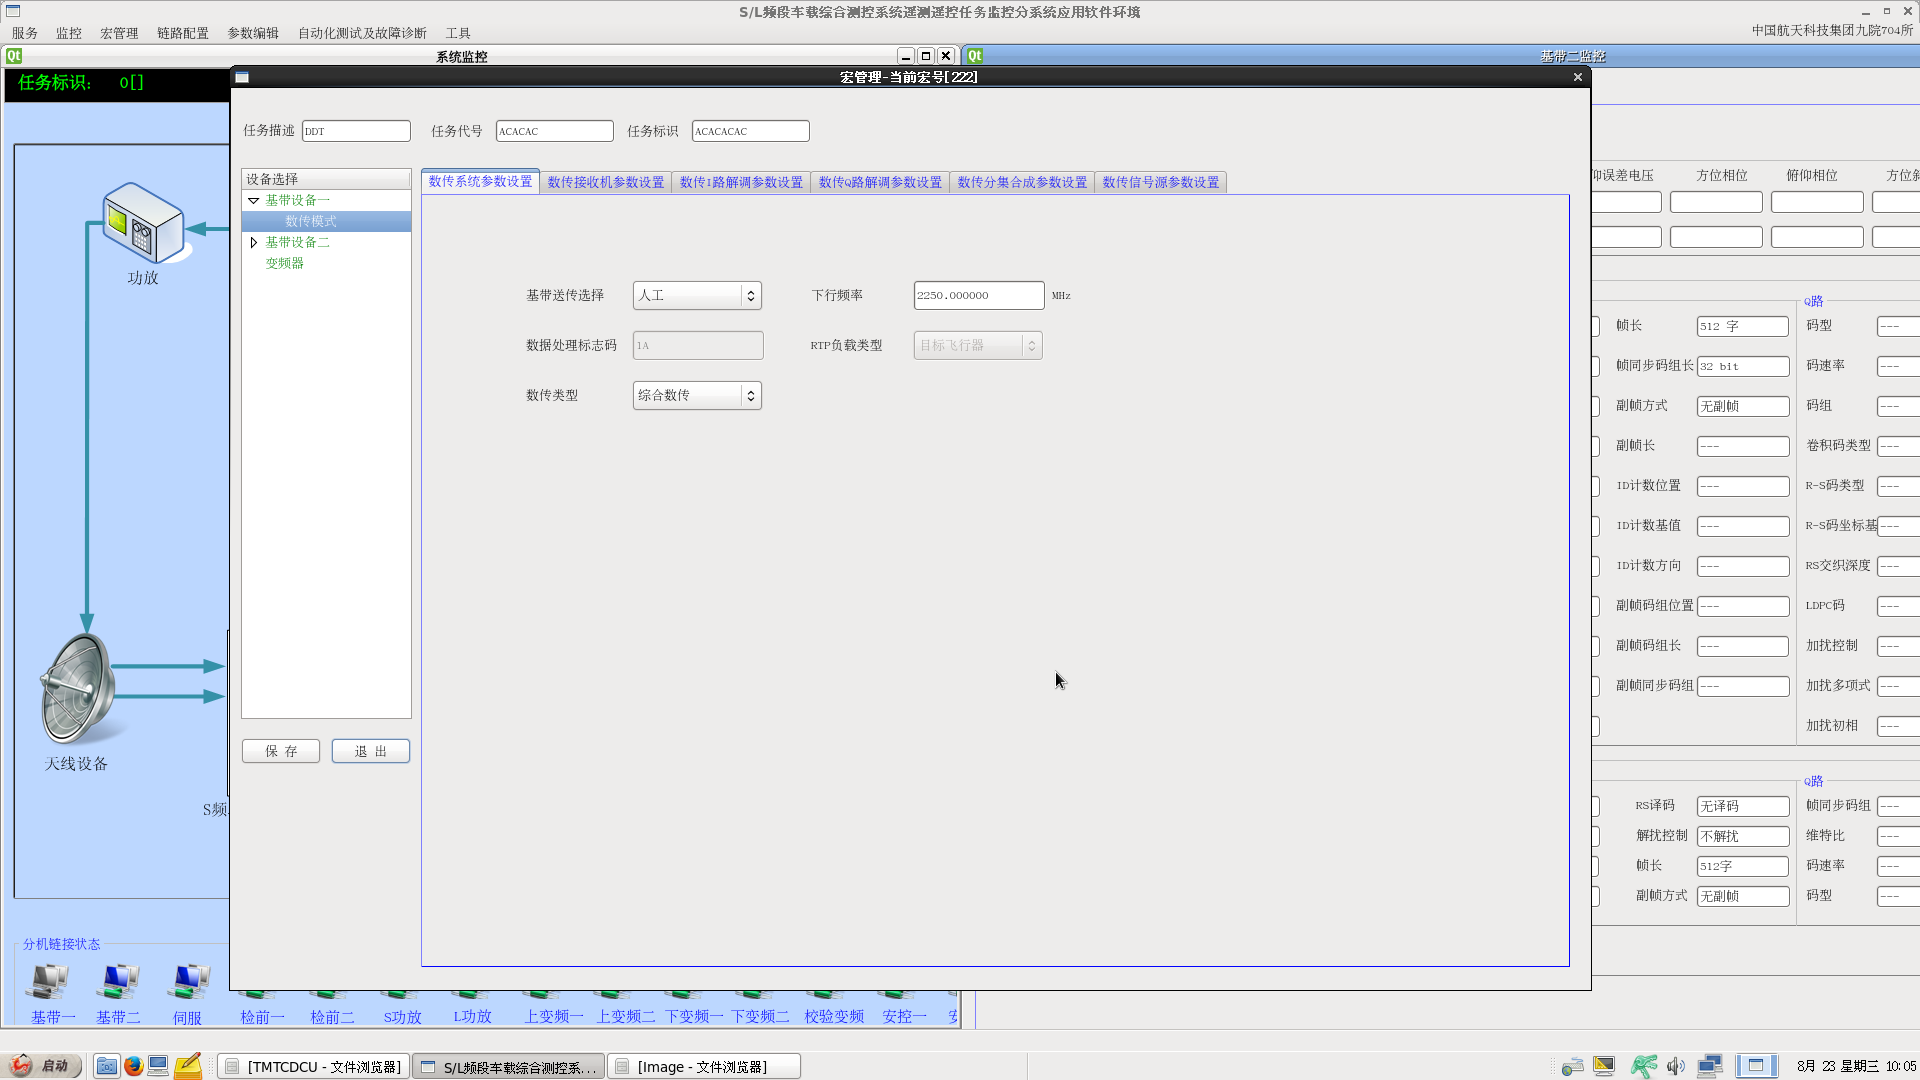 S/L频段车载综合测控系统遥测遥控任务监控分系统应用软件环境
服务 监控 宏管理 链路配置 参数编辑 自动化测试及故障诊断 工具
中国航天科技集团九院704所
系统监控
基带二监控
任务标识: 0[]
宏管理-当前宏号[222]
任务描述 DDT 任务代号 ACACAC 任务标识 ACACACAC
设备选择
基带设备一
数传模式
基带设备二
变频器
数传系统参数设置 数传接收机参数设置 数传I路解调参数设置 数传Q路解调参数设置 数传分集合成参数设置 数传信号源参数设置
基带送传选择 人工 下行频率 2250.000000 MHz
数据处理标志码 1A RTP负载类型 目标飞行器
数传类型 综合数传
保 存 退 出
功放
天线设备
S频
仰误差电压 方位相位 俯仰相位 方位
Q路
帧长 512 字 码型 ---
帧同步码组长 32 bit 码速率 ---
副帧方式 无副帧 码组 ---
副帧长 --- 卷积码类型 ---
ID计数位置 --- R-S码类型 ---
ID计数基值 --- R-S码坐标基 ---
ID计数方向 --- RS交织深度 ---
副帧码组位置 --- LDPC码 ---
副帧码组长 --- 加扰控制 ---
副帧同步码组 --- 加扰多项式 ---
加扰初相 ---
Q路
RS译码 无译码 帧同步码组 ---
解扰控制 不解扰 维特比 ---
帧长 512字 码速率 ---
副帧方式 无副帧 码型 ---
分机链接状态
基带一 基带二 伺服 检前一 检前二 S功放 L功放 上变频一 上变频二 下变频一 下变频二 校验变频 安控一
启动 [TMTCDCU - 文件浏览器] S/L频段车载综合测控系... [Image - 文件浏览器] 8月 23 星期三 10:05